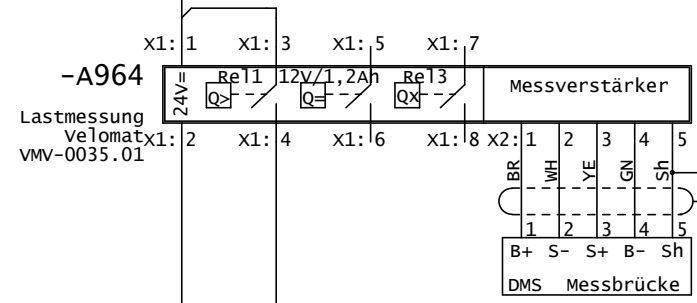 X1: 1 X1: 3 X1: 5 X1: 7
-A964
24V=
Rel1 12V/1,2Ah Rel3
Q> Q= Qx
Messverstärker
Lastmessung
Velomat
VMV-0035.01
X1: 2 X1: 4 X1: 6 X1: 8 X2: 1 2 3 4 5
BR WH YE GN Sh
1 2 3 4 5
B+ S- S+ B- Sh
DMS Messbrücke